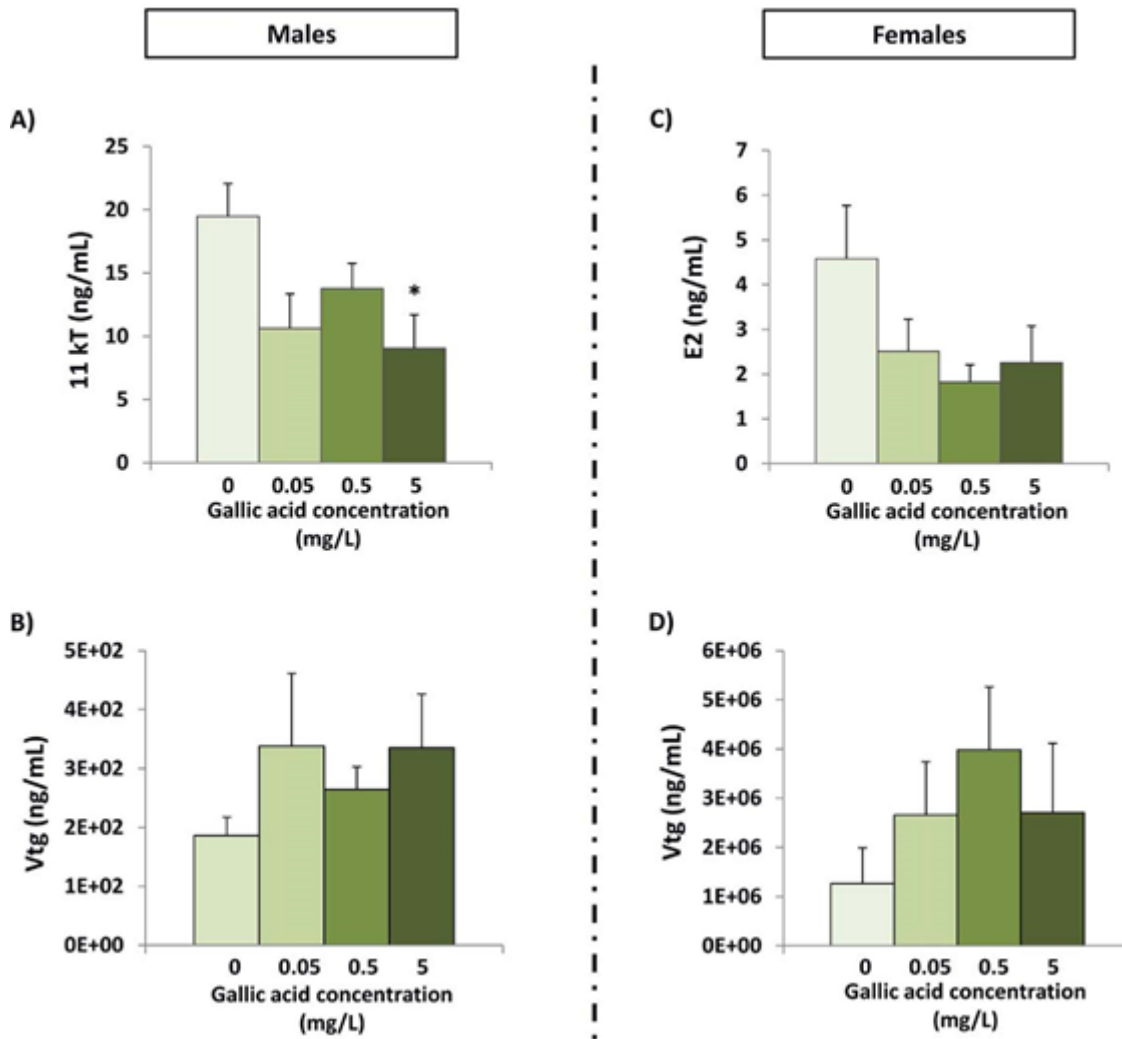 Males
Females
A)
25
20
15
10
5
0
11 kT (ng/mL)
*
0 0.05 0.5 5
Gallic acid concentration
(mg/L)
C)
7
6
5
4
3
2
1
0
E2 (ng/mL)
0 0.05 0.5 5
Gallic acid concentration
(mg/L)
B)
5E+02
4E+02
3E+02
2E+02
1E+02
0E+00
Vtg (ng/mL)
0 0.05 0.5 5
Gallic acid concentration
(mg/L)
D)
6E+06
5E+06
4E+06
3E+06
2E+06
1E+06
0E+00
Vtg (ng/mL)
0 0.05 0.5 5
Gallic acid concentration
(mg/L)